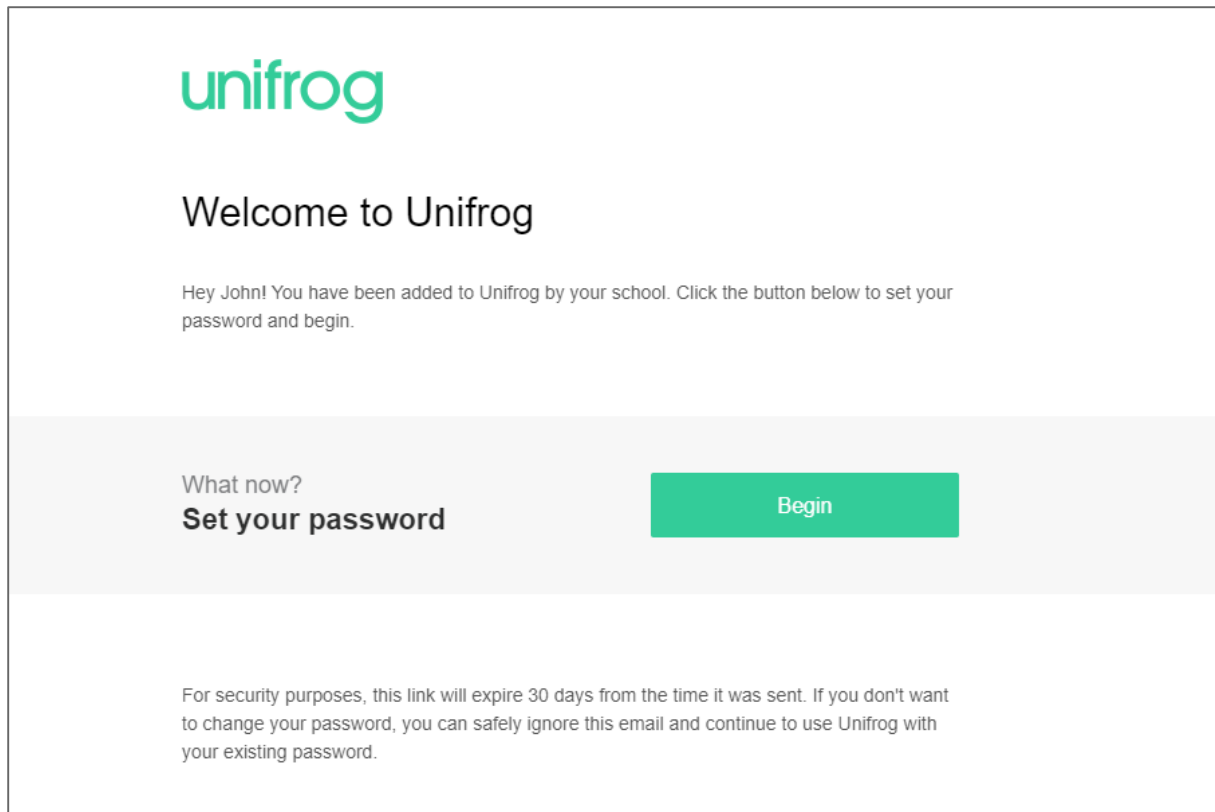 unifrog
Welcome to Unifrog
Hey John! You have been added to Unifrog by your school. Click the button below to set your
password and begin.
What now?
Set your password
Begin
For security purposes, this link will expire 30 days from the time it was sent. If you don't want
to change your password, you can safely ignore this email and continue to use Unifrog with
your existing password.